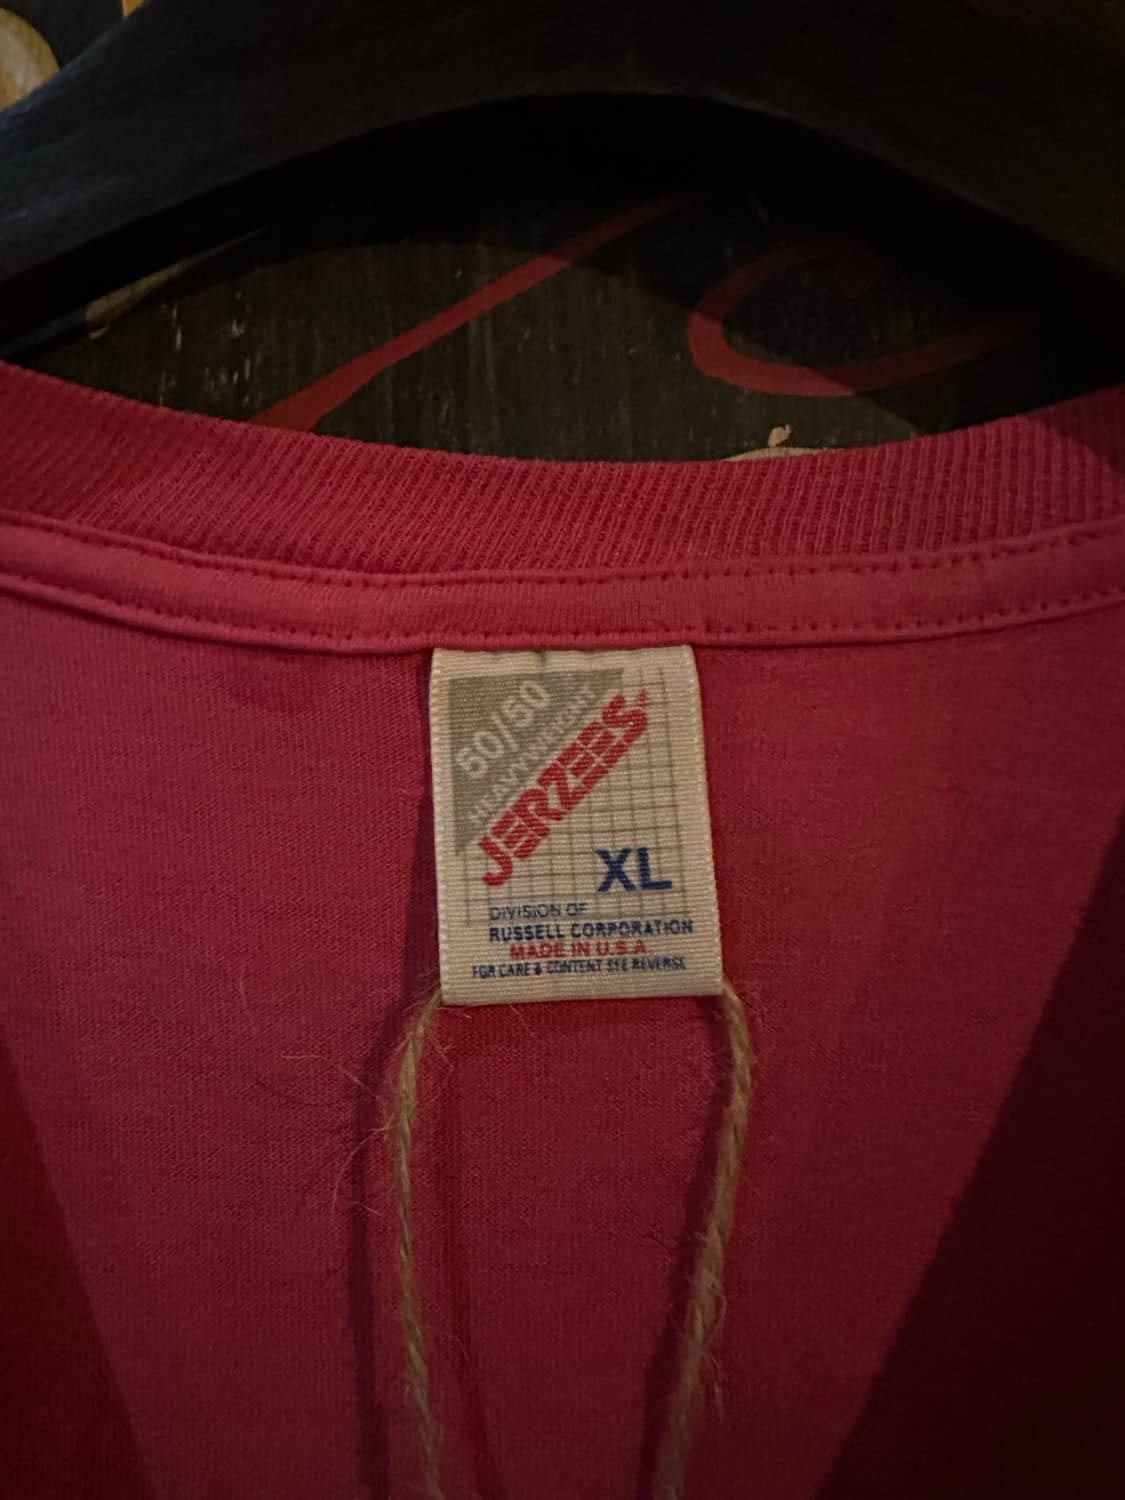 50/50
HEAVYWEIGHT
JERZEES
XL
DIVISION OF
RUSSELL CORPORATION
MADE IN U.S.A.
FOR CARE & CONTENT SEE REVERSE